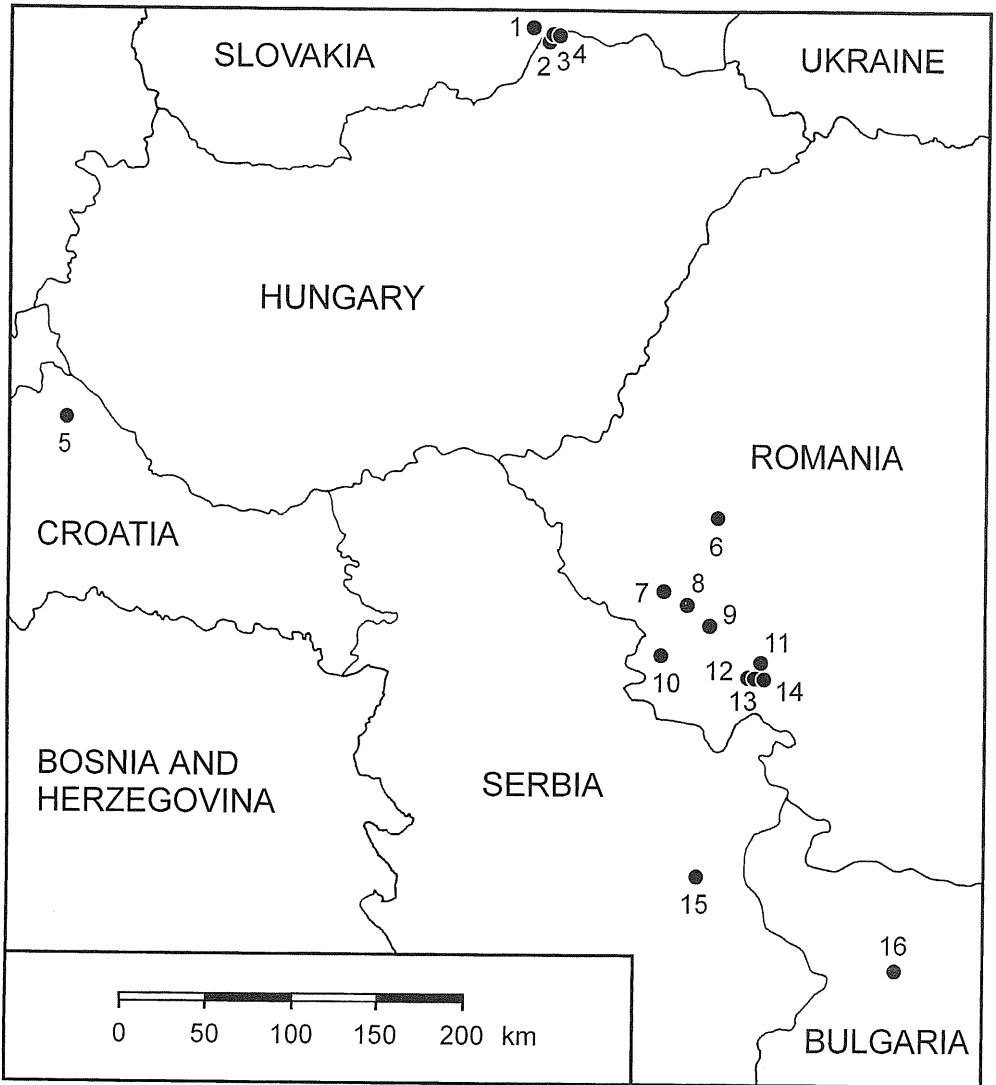 1
2 3 4
SLOVAKIA
UKRAINE
HUNGARY
5
ROMANIA
CROATIA
6
7
8
9
10
11
12
13
14
BOSNIA AND
HERZEGOVINA
SERBIA
15
16
0 50 100 150 200 km
BULGARIA